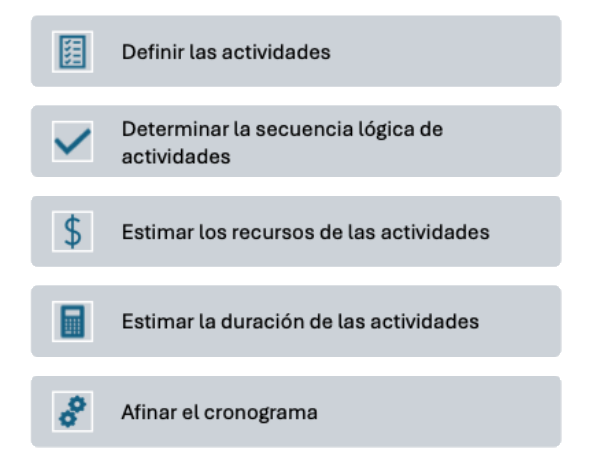 Definir las actividades
Determinar la secuencia lógica de
actividades
Estimar los recursos de las actividades
Estimar la duración de las actividades
Afinar el cronograma